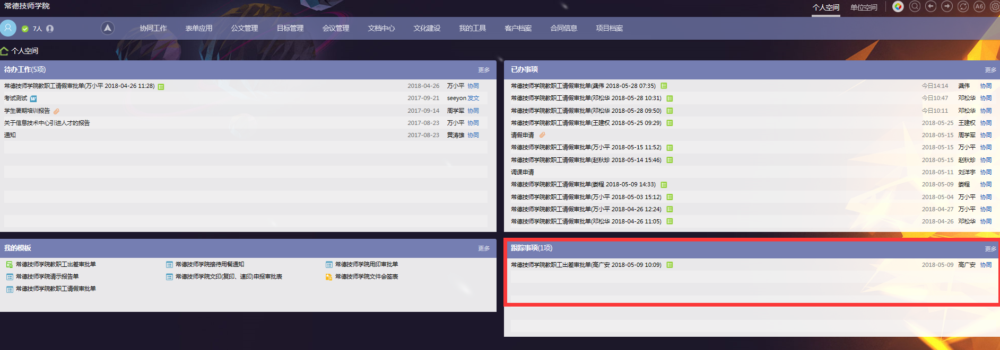 常德技师学院
个人空间 单位空间 A6
7人 协同工作 表单应用 公文管理 目标管理 会议管理 文档中心 文化建设 我的工具 客户档案 合同信息 项目档案
个人空间
待办工作(5项) 更多
常德技师学院教职工请假审批单(万小平 2018-04-26 11:28) 2018-04-26 万小平 协同
考试测试 2017-09-21 seeyon 发文
学生暑期培训报告 2017-09-14 周学军 协同
关于信息技术中心引进人才的报告 2017-08-23 万小平 协同
通知 2017-08-23 黄涛雄 协同
已办事项 更多
常德技师学院教职工请假审批单(龚伟 2018-05-28 07:35) 今日14:14 龚伟 协同
常德技师学院教职工请假审批单(邓松华 2018-05-28 10:31) 今日10:47 邓松华 协同
常德技师学院教职工请假审批单(邓松华 2018-05-28 09:50) 今日10:11 邓松华 协同
常德技师学院教职工请假审批单(王建权 2018-05-25 09:29) 2018-05-25 王建权 协同
请假申请 2018-05-15 周学军 协同
常德技师学院教职工请假审批单(万小平 2018-05-15 11:52) 2018-05-15 万小平 协同
常德技师学院教职工请假审批单(赵秋珍 2018-05-14 15:46) 2018-05-15 赵秋珍 协同
调课申请 2018-05-11 刘洋宇 协同
常德技师学院教职工请假审批单(娄程 2018-05-09 14:33) 2018-05-09 娄程 协同
常德技师学院教职工请假审批单(万小平 2018-05-03 15:12) 2018-05-04 万小平 协同
常德技师学院教职工请假审批单(万小平 2018-04-26 12:24) 2018-04-27 万小平 协同
常德技师学院教职工请假审批单(邓松华 2018-04-26 11:05) 2018-04-26 邓松华 协同
我的模板 更多
常德技师学院教职工出差审批单 常德技师学院接待用餐通知 常德技师学院用印审批单
常德技师学院请示报告单 常德技师学院文印(复印、速印)申报审批表 常德技师学院文件会签表
常德技师学院教职工请假审批单
跟踪事项(1项) 更多
常德技师学院教职工出差审批单(高广安 2018-05-09 10:09) 2018-05-09 高广安 协同